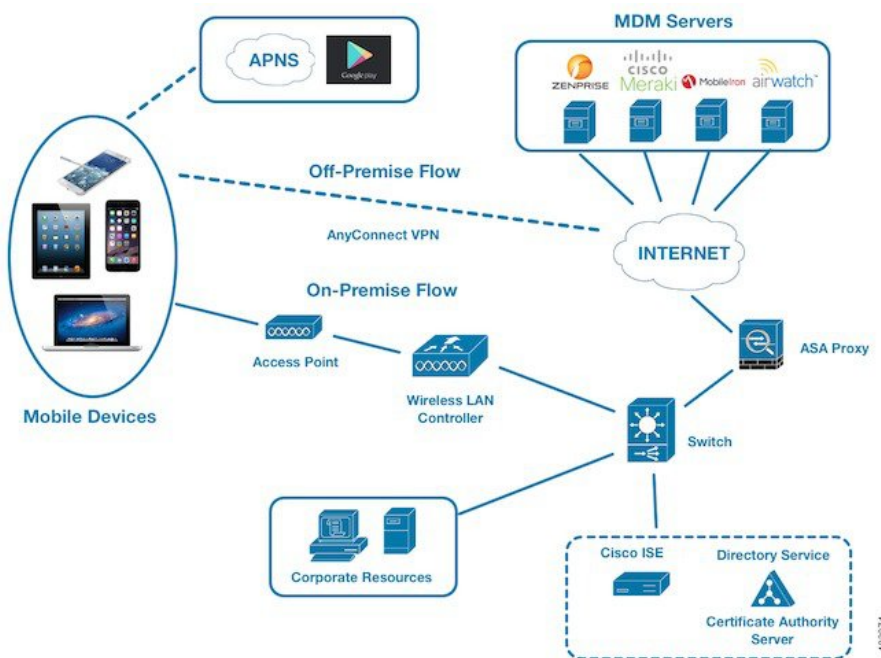 MDM Servers
APNS
Google play
ZENPRISE
CISCO
Meraki
MobileIron
airwatch™
Off-Premise Flow
AnyConnect VPN
INTERNET
On-Premise Flow
Access Point
ASA Proxy
Wireless LAN
Controller
Mobile Devices
Switch
Corporate Resources
Cisco ISE
Directory Service
Certificate Authority
Server